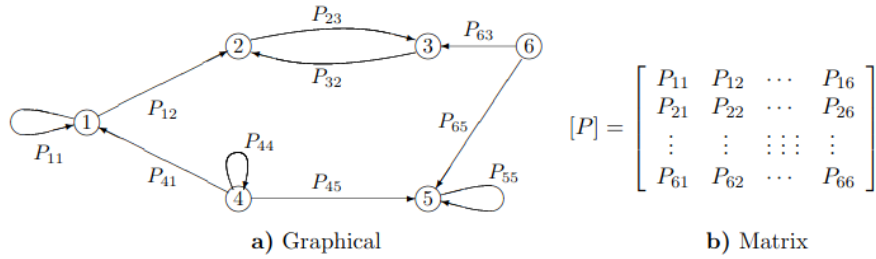 P₂₃
2 3 P₆₃ 6
P₃₂
P₁₂
1
P₁₁
P₆₅
P₄₄
P₄₁
P₄₅
P₅₅
4 5
a) Graphical
[P] = [ P₁₁ P₁₂ ⋯ P₁₆
P₂₁ P₂₂ ⋯ P₂₆
⋮ ⋮ ⋮⋮⋮ ⋮
P₆₁ P₆₂ ⋯ P₆₆ ]
b) Matrix